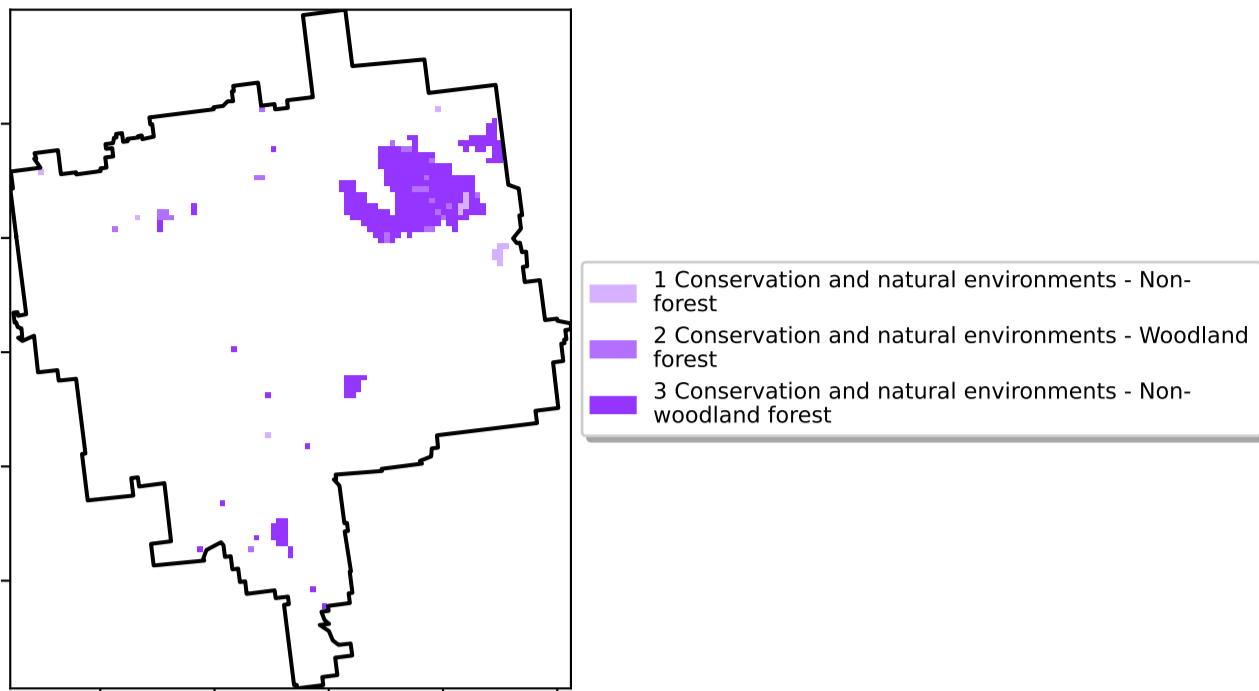 1 Conservation and natural environments - Non-
forest
2 Conservation and natural environments - Woodland
forest
3 Conservation and natural environments - Non-
woodland forest